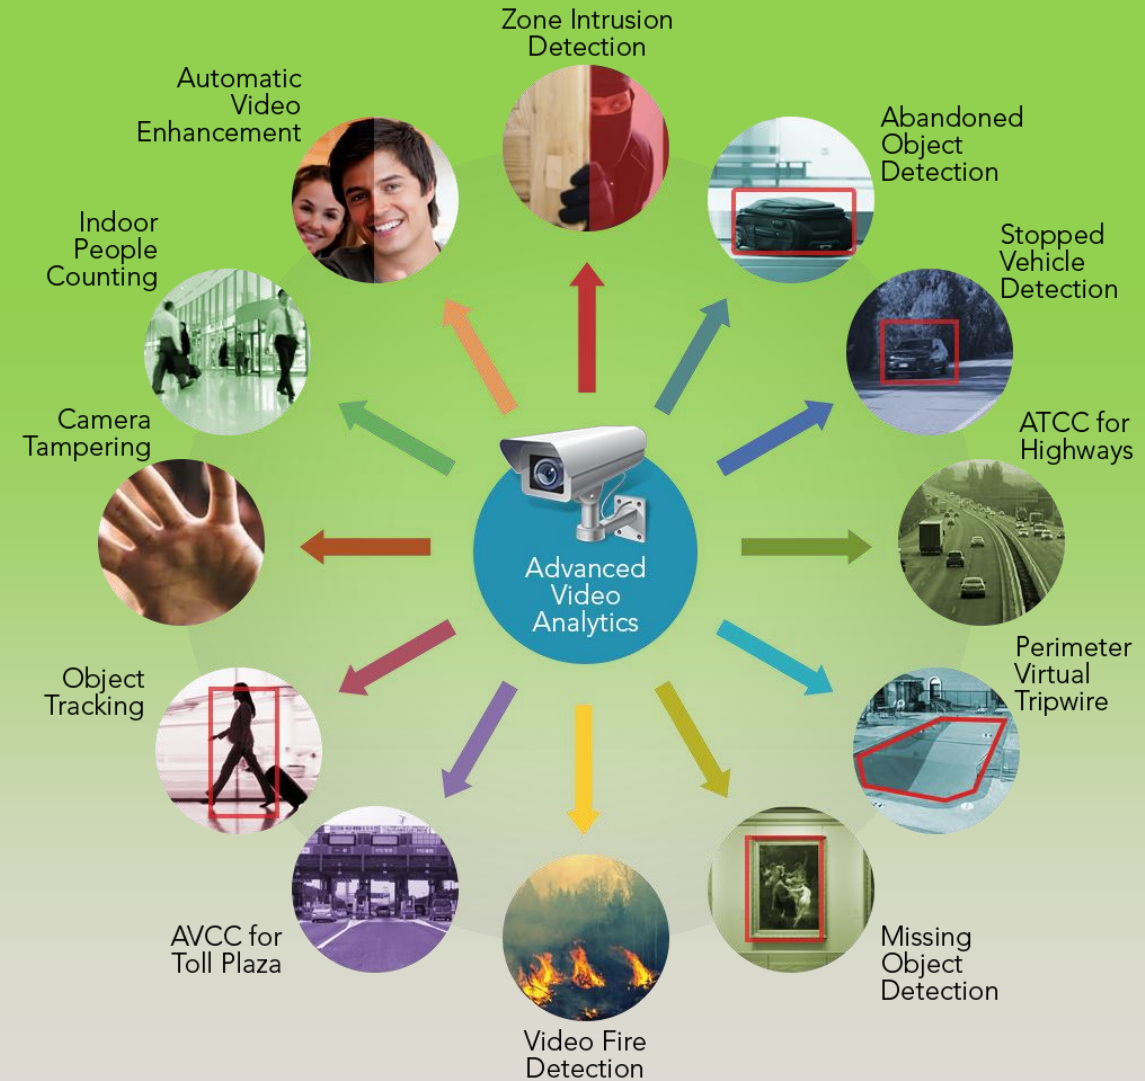 Zone Intrusion
Detection
Abandoned
Object
Detection
Stopped
Vehicle
Detection
ATCC for
Highways
Perimeter
Virtual
Tripwire
Missing
Object
Detection
Video Fire
Detection
AVCC for
Toll Plaza
Object
Tracking
Camera
Tampering
Indoor
People
Counting
Automatic
Video
Enhancement
Advanced
Video
Analytics